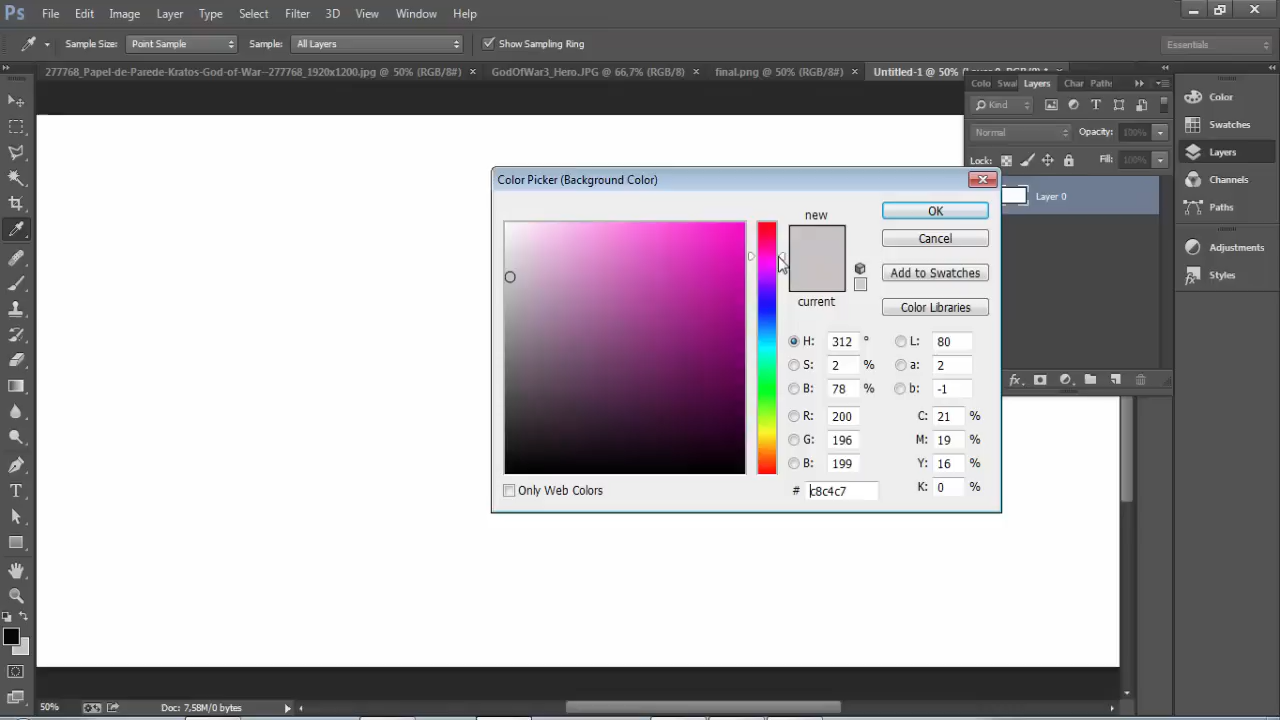 Ps File Edit Image Layer Type Select Filter 3D View Window Help
Sample Size: Point Sample Sample: All Layers Show Sampling Ring Essentials
277768_Papel-de-Parede-Kratos-God-of-War--277768_1920x1200.jpg @ 50% (RGB/8#) × GodOfWar3_Hero.JPG @ 66,7% (RGB/8) × final.png @ 50% (RGB/8#) × Untitled-1 @ 50%
Colo Swat Layers Char Paths
Color
Kind
Swatches
Normal Opacity: 100%
Layers
Lock: Fill: 100%
Channels
Color Picker (Background Color)
Layer 0
Paths
new
OK
Cancel
Adjustments
Add to Swatches
Styles
current
Color Libraries
H: 312 ° L: 80
S: 2 % a: 2
B: 78 % b: -1
fx
R: 200 C: 21 %
G: 196 M: 19 %
B: 199 Y: 16 %
Only Web Colors # c8c4c7 K: 0 %
50% Doc: 7,58M/0 bytes